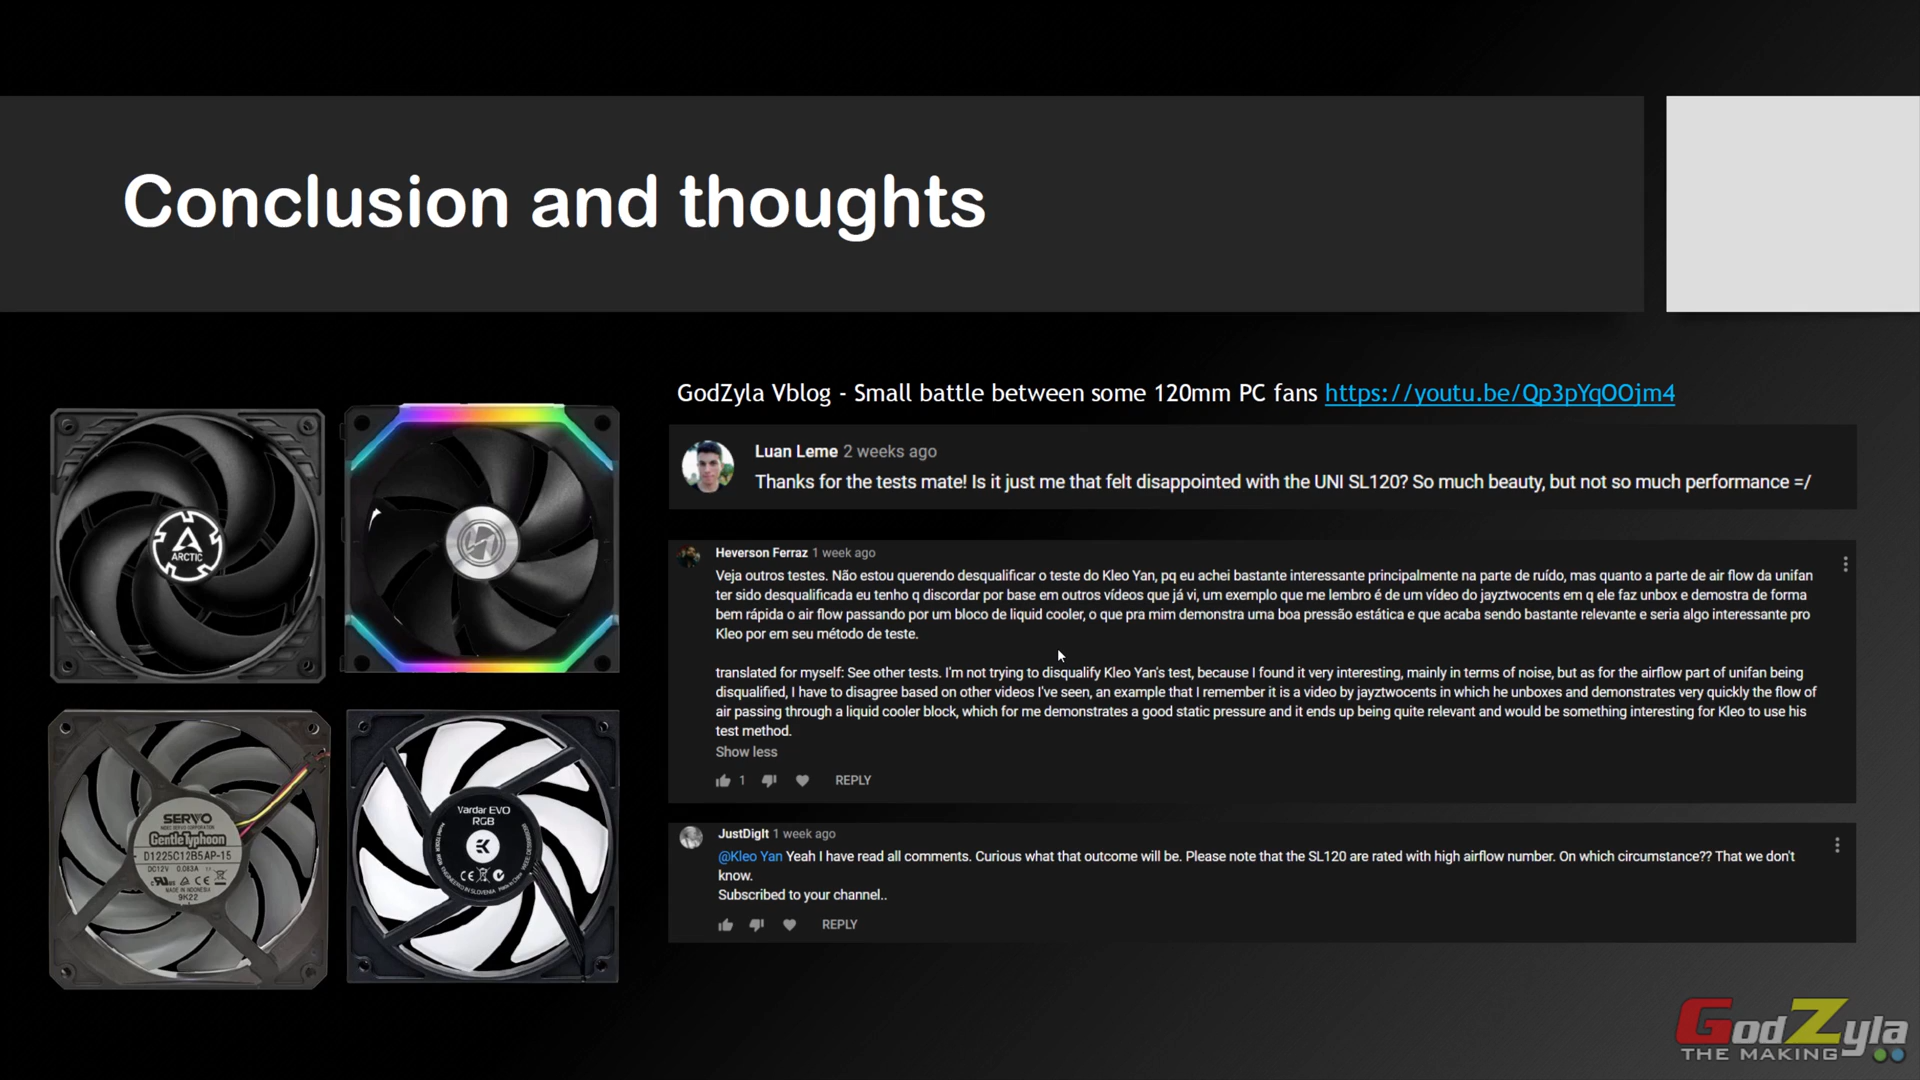 Conclusion and thoughts
GodZyla Vblog - Small battle between some 120mm PC fans https://youtu.be/Qp3pYqOOjm4
Luan Leme 2 weeks ago
Thanks for the tests mate! Is it just me that felt disappointed with the UNI SL120? So much beauty, but not so much performance =/
Heverson Ferraz 1 week ago
Veja outros testes. Não estou querendo desqualificar o teste do Kleo Yan, pq eu achei bastante interessante principalmente na parte de ruído, mas quanto a parte de air flow da unifan
ter sido desqualificada eu tenho q discordar por base em outros vídeos que já vi, um exemplo que me lembro é de um vídeo do jayztwocents em q ele faz unbox e demostra de forma
bem rápida o air flow passando por um bloco de liquid cooler, o que pra mim demonstra uma boa pressão estática e que acaba sendo bastante relevante e seria algo interessante pro
Kleo por em seu método de teste.
translated for myself: See other tests. I'm not trying to disqualify Kleo Yan's test, because I found it very interesting, mainly in terms of noise, but as for the airflow part of unifan being
disqualified, I have to disagree based on other videos I've seen, an example that I remember it is a video by jayztwocents in which he unboxes and demonstrates very quickly the flow of
air passing through a liquid cooler block, which for me demonstrates a good static pressure and it ends up being quite relevant and would be something interesting for Kleo to use his
test method.
Show less
1
REPLY
JustDigIt 1 week ago
@Kleo Yan Yeah I have read all comments. Curious what that outcome will be. Please note that the SL120 are rated with high airflow number. On which circumstance?? That we don't
know.
Subscribed to your channel..
REPLY
ARCTIC
SERVO
GentleTyphoon
D1225C12B5AP-15
DC12V 0.083A
MADE IN INDONESIA
9K22
Vardar EVO
RGB
GodZyla
THE MAKING